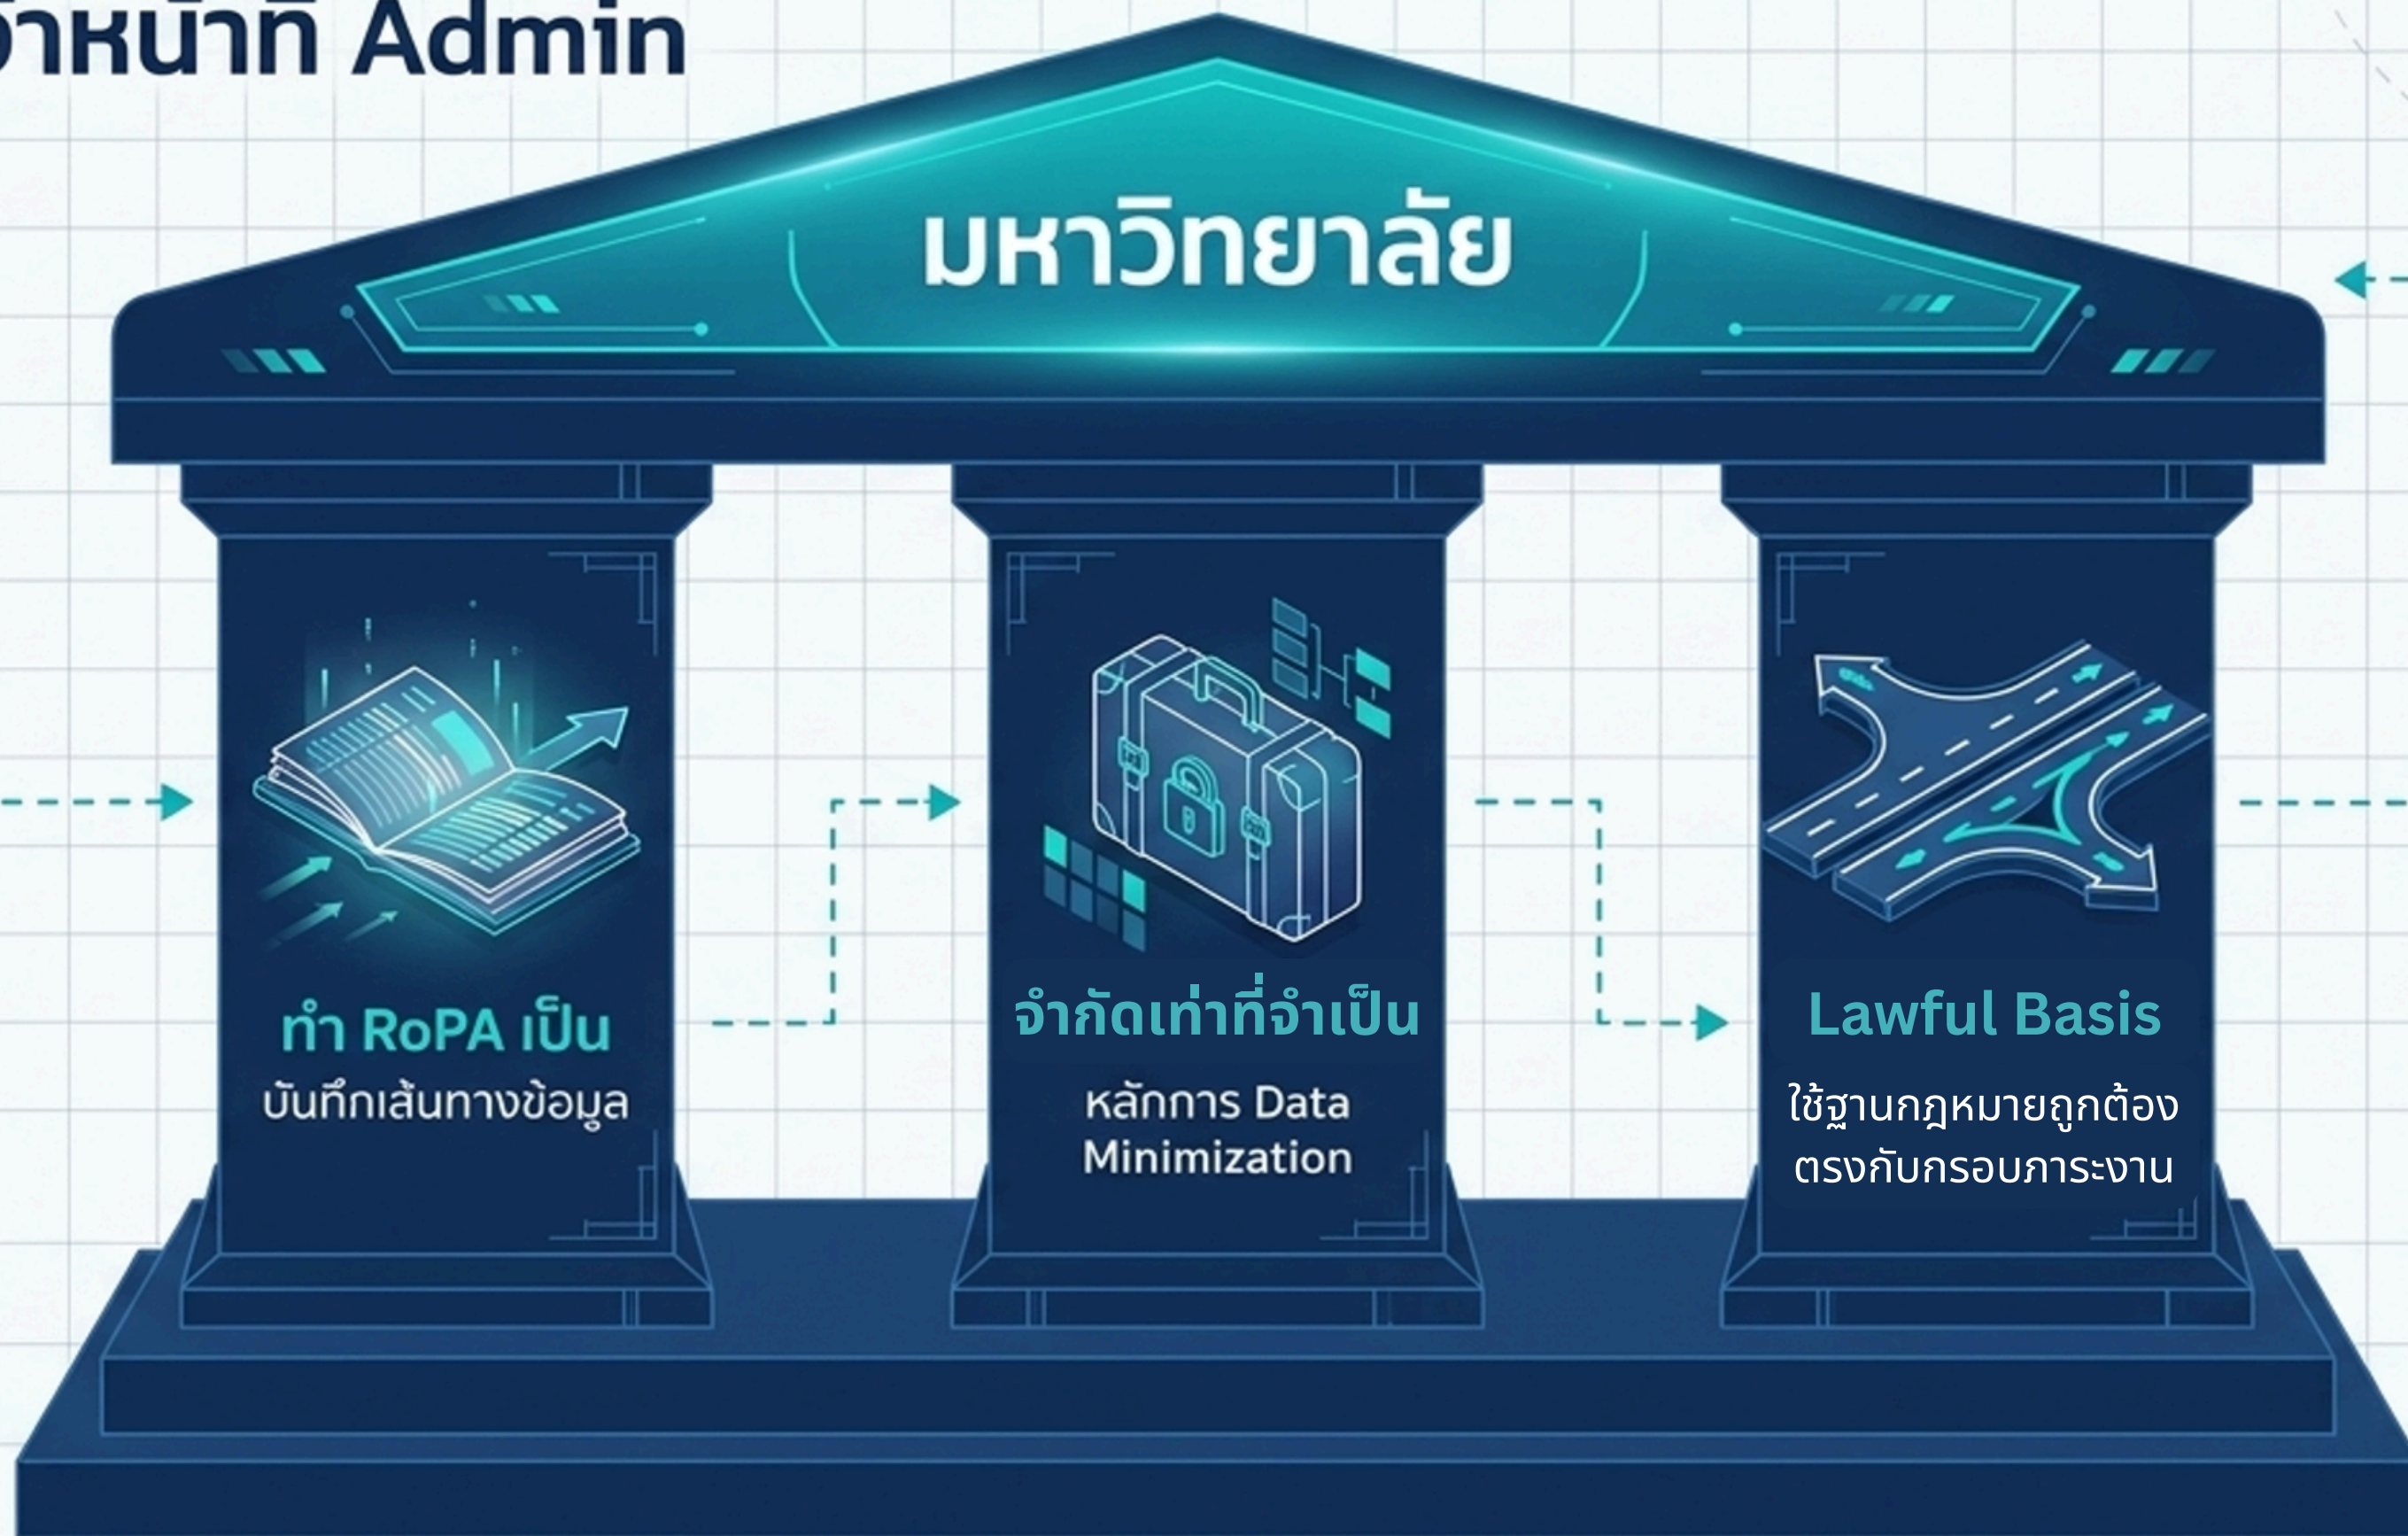 Admin
มหาวิทยาลัย
ทำ RoPA เป็น
บันทึกเส้นทางข้อมูล
จำกัดเท่าที่จำเป็น
หลักการ Data
Minimization
Lawful Basis
ใช้ฐานกฎหมายถูกต้อง
ตรงกับกรอบภาระงาน